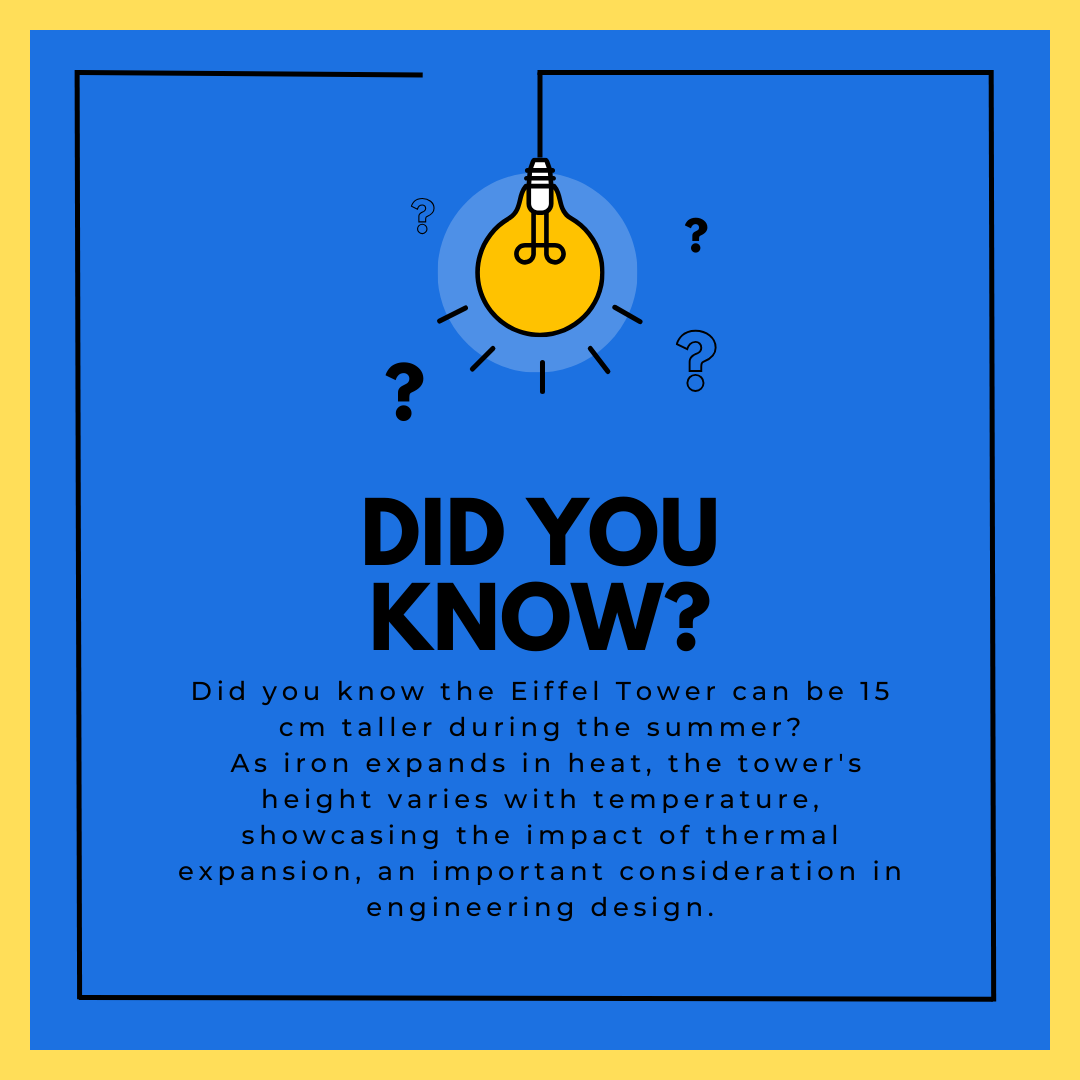 ?
?
?
?
DID YOU
KNOW?
Did you know the Eiffel Tower can be 15
cm taller during the summer?
As iron expands in heat, the tower's
height varies with temperature,
showcasing the impact of thermal
expansion, an important consideration in
engineering design.